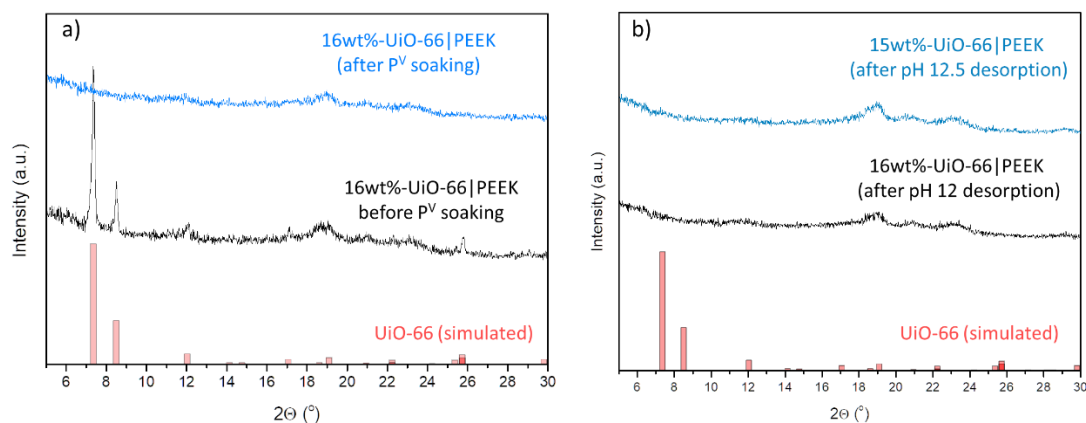 a)
16wt%-UiO-66|PEEK
(after Pⱽ soaking)
16wt%-UiO-66|PEEK
before Pⱽ soaking
UiO-66 (simulated)
Intensity (a.u.)
6 8 10 12 14 16 18 20 22 24 26 28 30
2Θ (°)
b)
15wt%-UiO-66|PEEK
(after pH 12.5 desorption)
16wt%-UiO-66|PEEK
(after pH 12 desorption)
UiO-66 (simulated)
Intensity (a.u.)
6 8 10 12 14 16 18 20 22 24 26 28 30
2Θ (°)